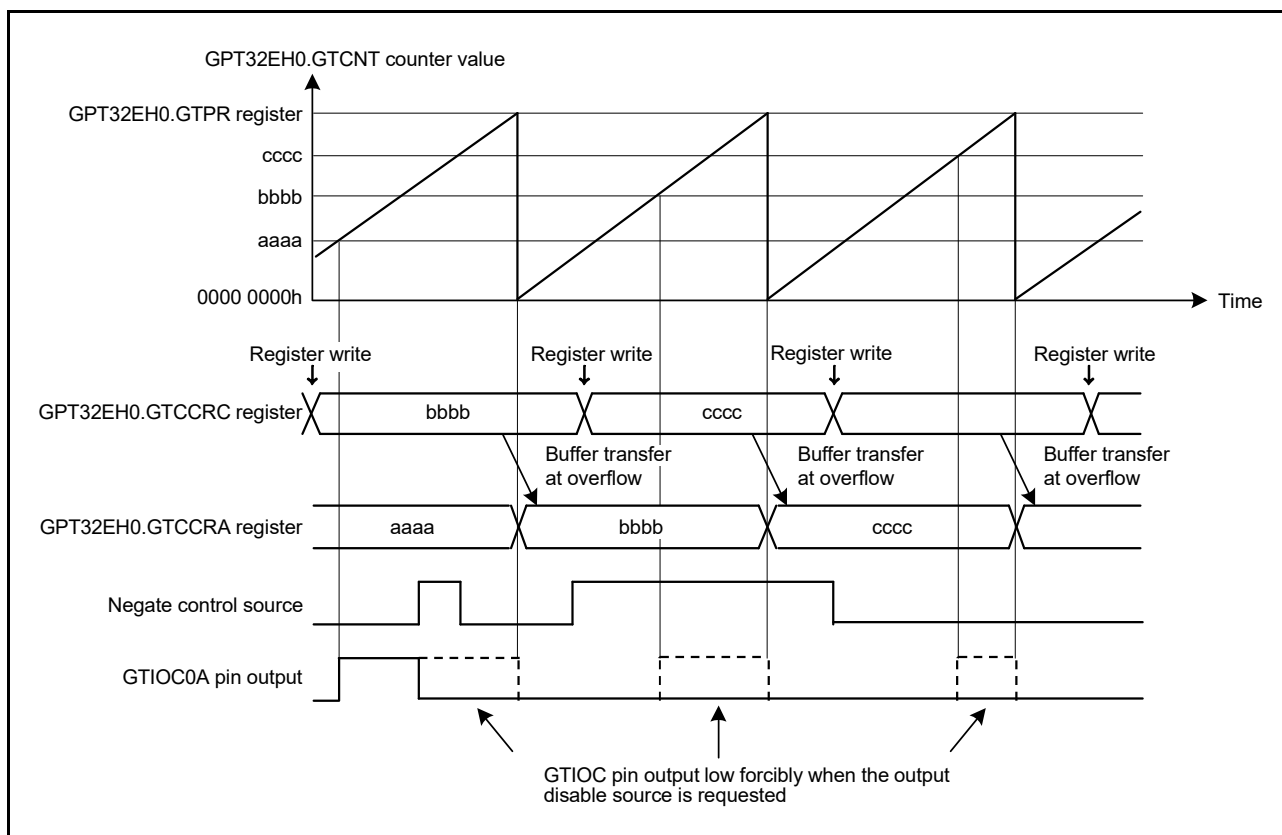 GPT32EH0.GTCNT counter value
GPT32EH0.GTPR register
cccc
bbbb
aaaa
0000 0000h
Time
Register write
Register write
Register write
Register write
GPT32EH0.GTCCRC register
bbbb
cccc
Buffer transfer
at overflow
Buffer transfer
at overflow
Buffer transfer
at overflow
GPT32EH0.GTCCRA register
aaaa
bbbb
cccc
Negate control source
GTIOC0A pin output
GTIOC pin output low forcibly when the output
disable source is requested